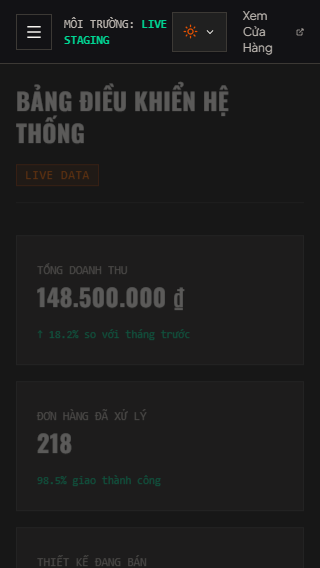 MÔI TRƯỜNG: LIVE
STAGING
Xem
Cửa
Hàng
BẢNG ĐIỀU KHIỂN HỆ
THỐNG
LIVE DATA
TỔNG DOANH THU
148.500.000 ₫
↑ 18.2% so với tháng trước
ĐƠN HÀNG ĐÃ XỬ LÝ
218
98.5% giao thành công
THIẾT KẾ ĐANG BÁN